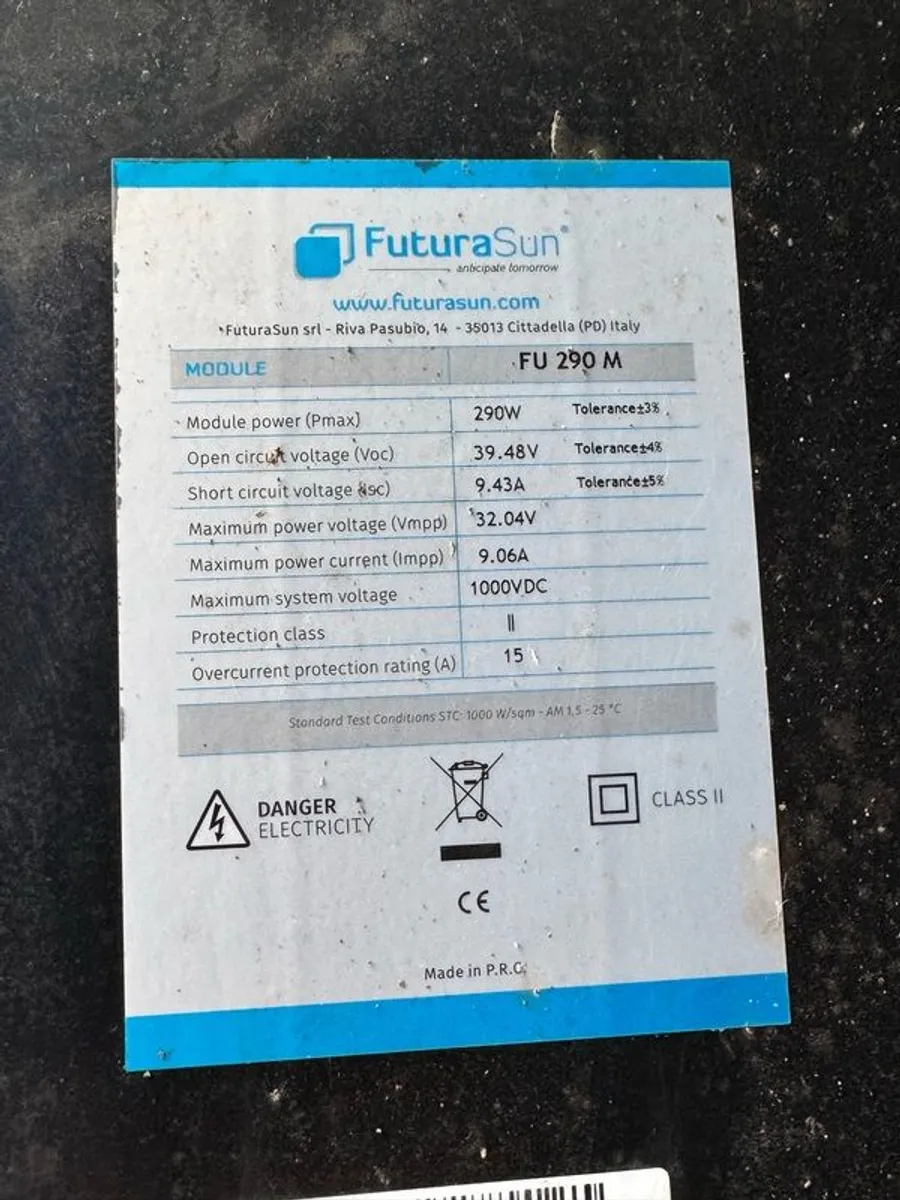 FuturaSun®
anticipate tomorrow
www.futurasun.com
FuturaSun srl - Riva Pasubio, 14 - 35013 Cittadella (PD) Italy
MODULE FU 290 M
Module power (Pmax) 290W Tolerance±3%
Open circuit voltage (Voc) 39.48V Tolerance±4%
Short circuit voltage (Isc) 9.43A Tolerance±5%
Maximum power voltage (Vmpp) 32.04V
Maximum power current (Impp) 9.06A
Maximum system voltage 1000VDC
Protection class II
Overcurrent protection rating (A) 15
Standard Test Conditions STC: 1000 W/sqm - AM 1,5 - 25 °C
DANGER
ELECTRICITY
CLASS II
CE
Made in P.R.C.